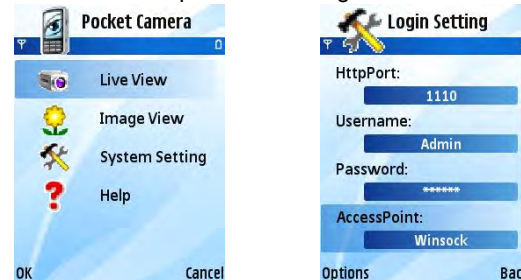 Pocket Camera
Live View
Image View
System Setting
Help
OK Cancel
Login Setting
HttpPort:
1110
Username:
Admin
Password:
******
AccessPoint:
Winsock
Options